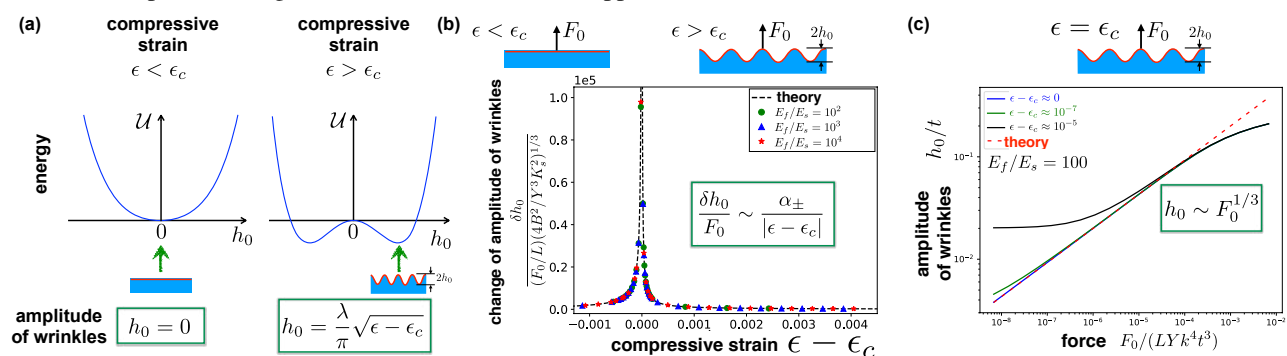 (a)
compressive
strain
ϵ < ϵ_c
compressive
strain
ϵ > ϵ_c
energy
𝒰
0
h_0
𝒰
0
h_0
2h_0
amplitude
of wrinkles
h_0 = 0
h_0 = \frac{λ}{π}\sqrt{ϵ − ϵ_c}
(b)
ϵ < ϵ_c
F_0
ϵ > ϵ_c
F_0
2h_0
1e5
change of amplitude of wrinkles
\frac{δh_0}{(F_0/L)(4B^2/Y^3K_s^2)^{1/3}}
1.0
0.8
0.6
0.4
0.2
0.0
theory
E_f/E_s = 10^2
E_f/E_s = 10^3
E_f/E_s = 10^4
\frac{δh_0}{F_0} ∼ \frac{α_±}{|ϵ − ϵ_c|}
−0.001 0.000 0.001 0.002 0.003 0.004
compressive strain ϵ − ϵ_c
(c)
ϵ = ϵ_c
F_0
2h_0
amplitude
of wrinkles
h_0/t
10^{-1}
10^{-2}
ϵ − ϵ_c ≈ 0
ϵ − ϵ_c ≈ 10^{-7}
ϵ − ϵ_c ≈ 10^{-5}
theory
E_f/E_s = 100
h_0 ∼ F_0^{1/3}
10^{-8} 10^{-7} 10^{-6} 10^{-5} 10^{-4} 10^{-3} 10^{-2}
force F_0/(LYk^4t^3)